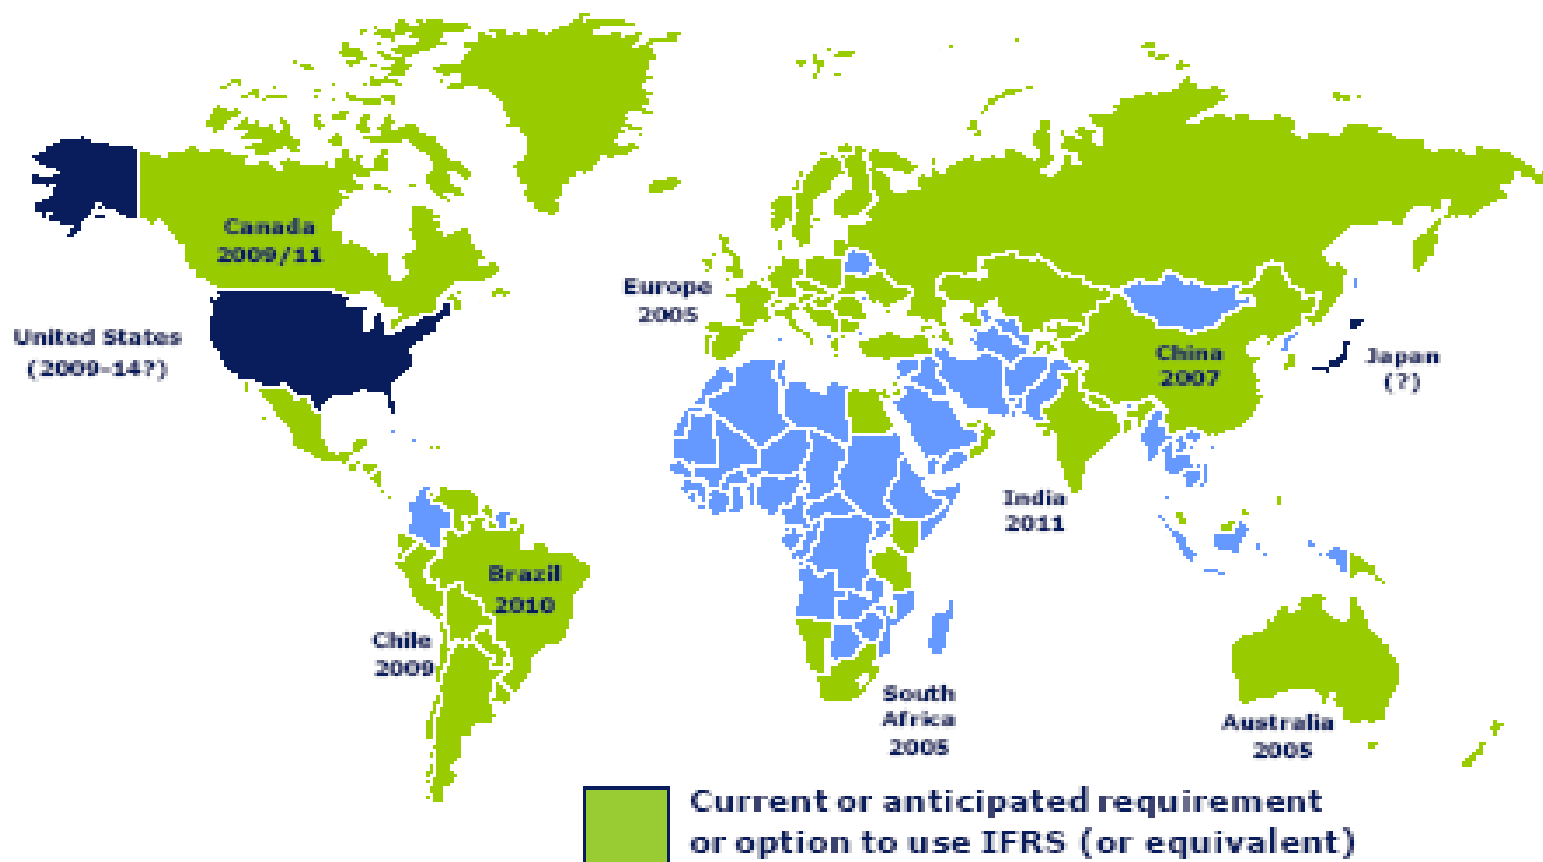 Canada
2009/11
Europe
2005
United States
(2009–14?)
China
2007
Japan
(?)
India
2011
Brazil
2010
Chile
2009
South
Africa
2005
Australia
2005
Current or anticipated requirement
or option to use IFRS (or equivalent)